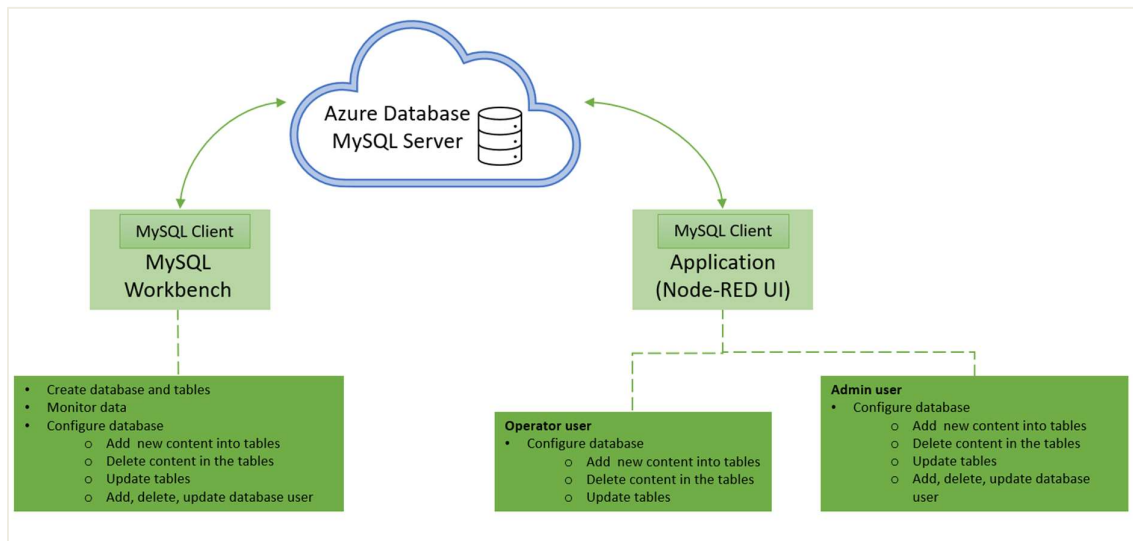 Azure Database
MySQL Server
MySQL Client
MySQL
Workbench
MySQL Client
Application
(Node-RED UI)
• Create database and tables
• Monitor data
• Configure database
o Add new content into tables
o Delete content in the tables
o Update tables
o Add, delete, update database user
Operator user
• Configure database
o Add new content into tables
o Delete content in the tables
o Update tables
Admin user
• Configure database
o Add new content into tables
o Delete content in the tables
o Update tables
o Add, delete, update database
user